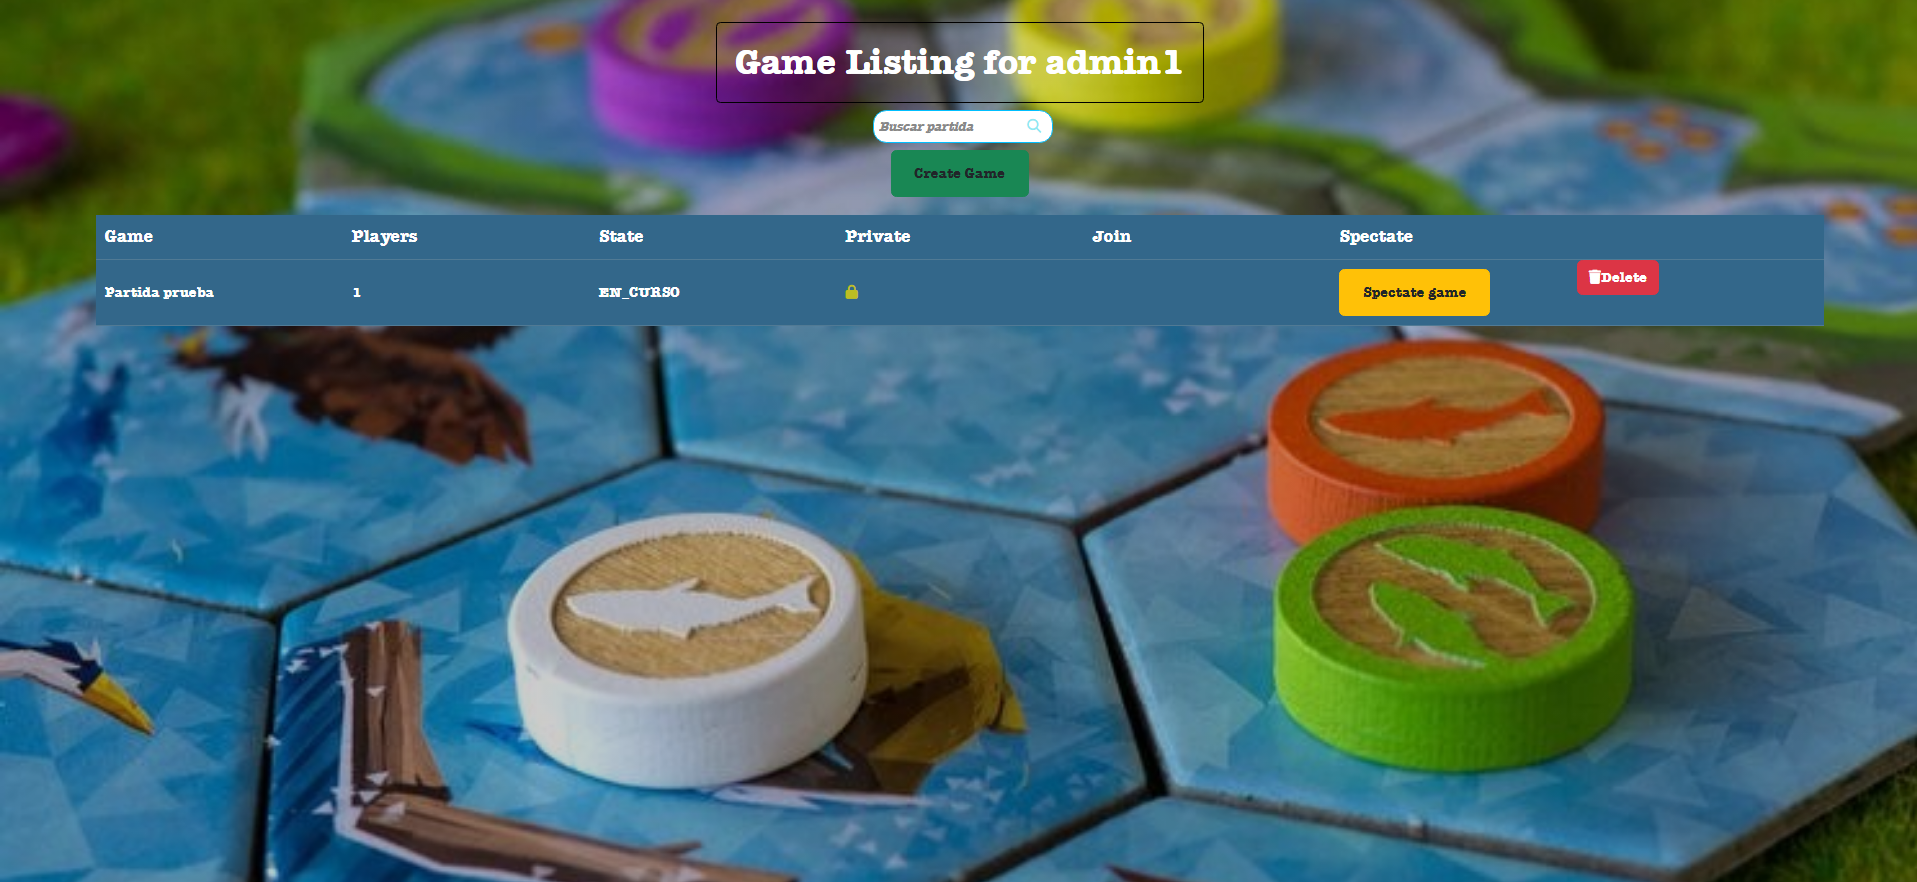 Game Listing for admin1
Buscar partida
Create Game
Game Players State Private Join Spectate
Partida prueba 1 EN_CURSO Spectate game Delete